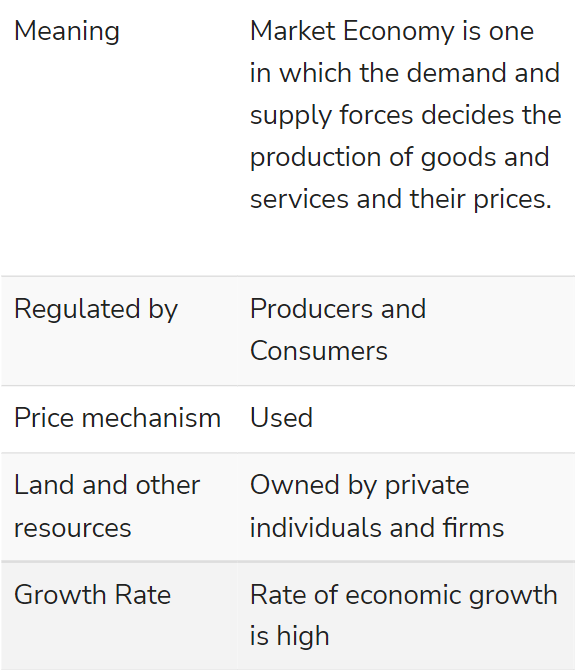 Meaning
Market Economy is one
in which the demand and
supply forces decides the
production of goods and
services and their prices.
Regulated by
Producers and
Consumers
Price mechanism
Used
Land and other
resources
Owned by private
individuals and firms
Growth Rate
Rate of economic growth
is high